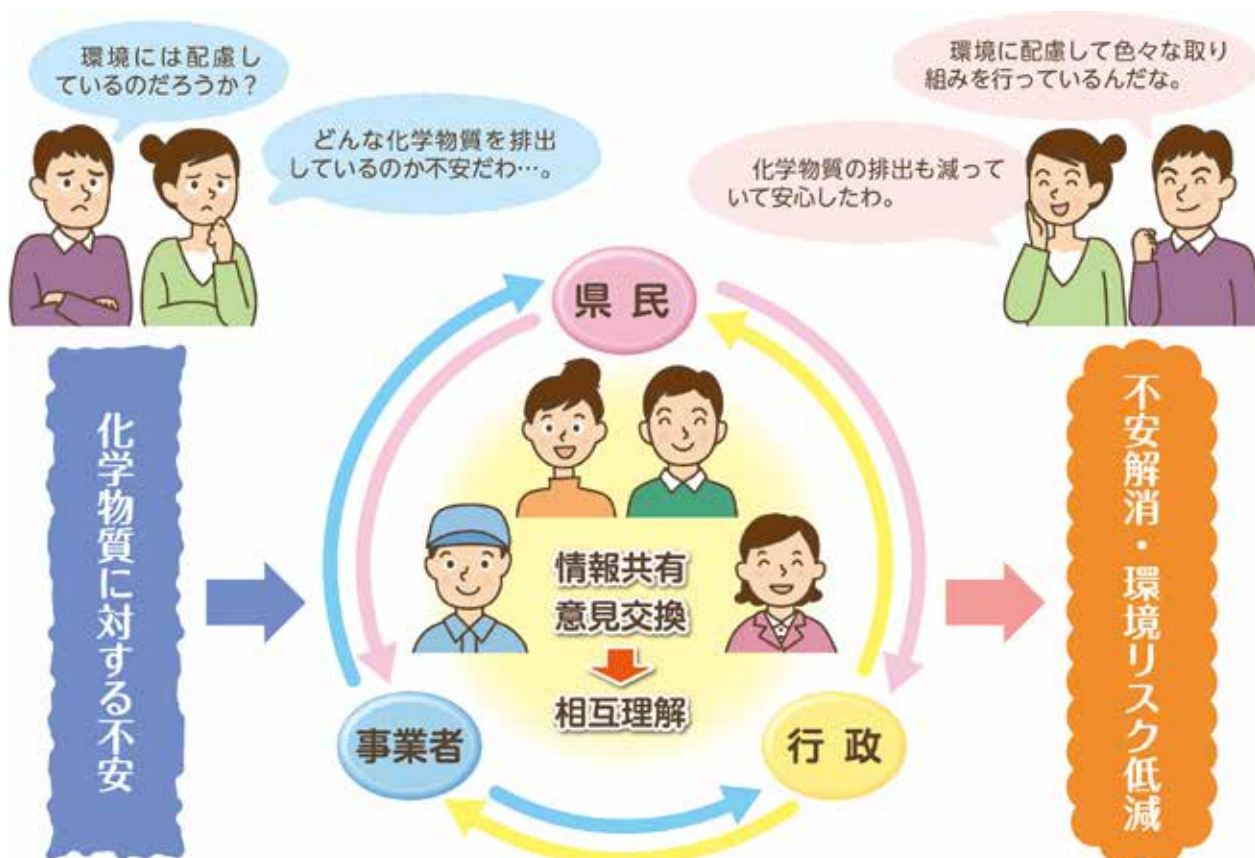 環境には配慮し
ているのだろうか？
どんな化学物質を排出
しているのか不安だわ…。
環境に配慮して色々な取り
組みを行っているんだな。
化学物質の排出も減って
いて安心したわ。
化学物質に対する不安
県民
情報共有
意見交換
相互理解
事業者
行政
不安解消・環境リスク低減